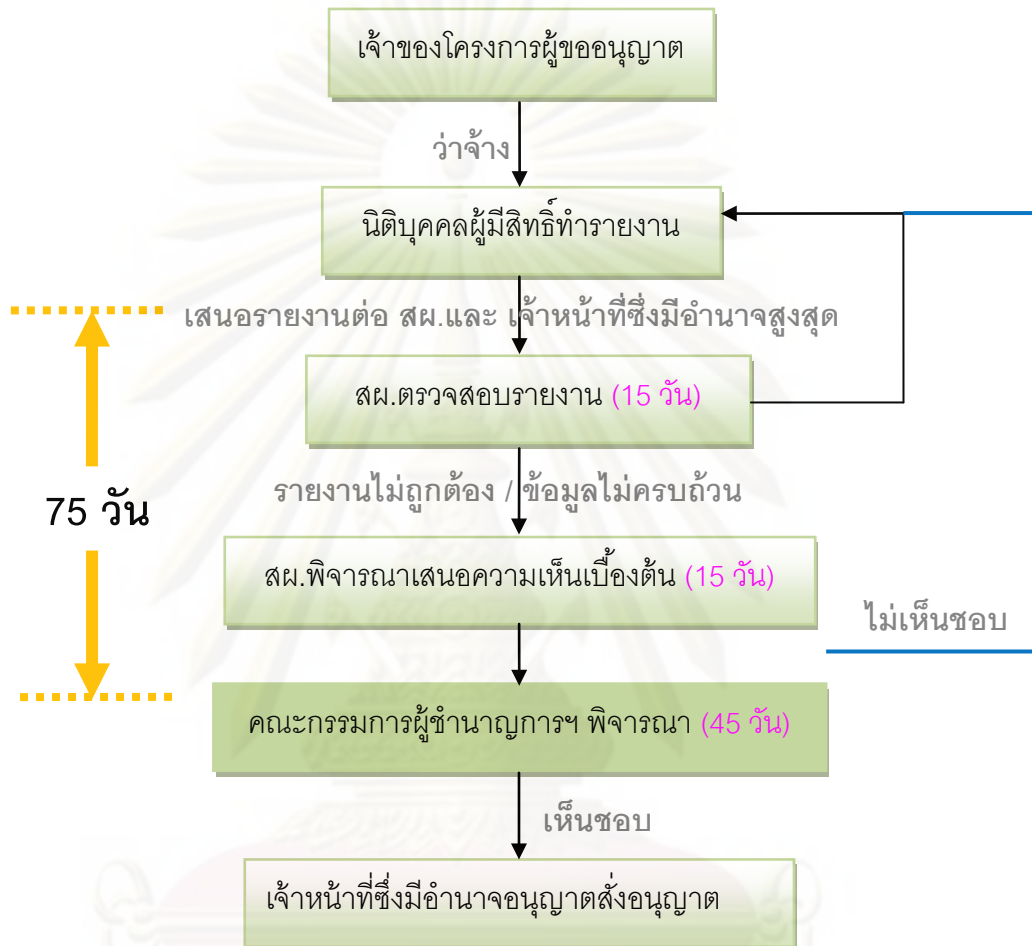 เจ้าของโครงการผู้ขออนุญาต
ว่าจ้าง
นิติบุคคลผู้มีสิทธิ์ทำรายงาน
เสนอรายงานต่อ สผ.และ เจ้าหน้าที่ซึ่งมีอำนาจสูงสุด
สผ.ตรวจสอบรายงาน (15 วัน)
รายงานไม่ถูกต้อง / ข้อมูลไม่ครบถ้วน
75 วัน
สผ.พิจารณาเสนอความเห็นเบื้องต้น (15 วัน)
ไม่เห็นชอบ
คณะกรรมการผู้ชำนาญการฯ พิจารณา (45 วัน)
เห็นชอบ
เจ้าหน้าที่ซึ่งมีอำนาจอนุญาตสั่งอนุญาต